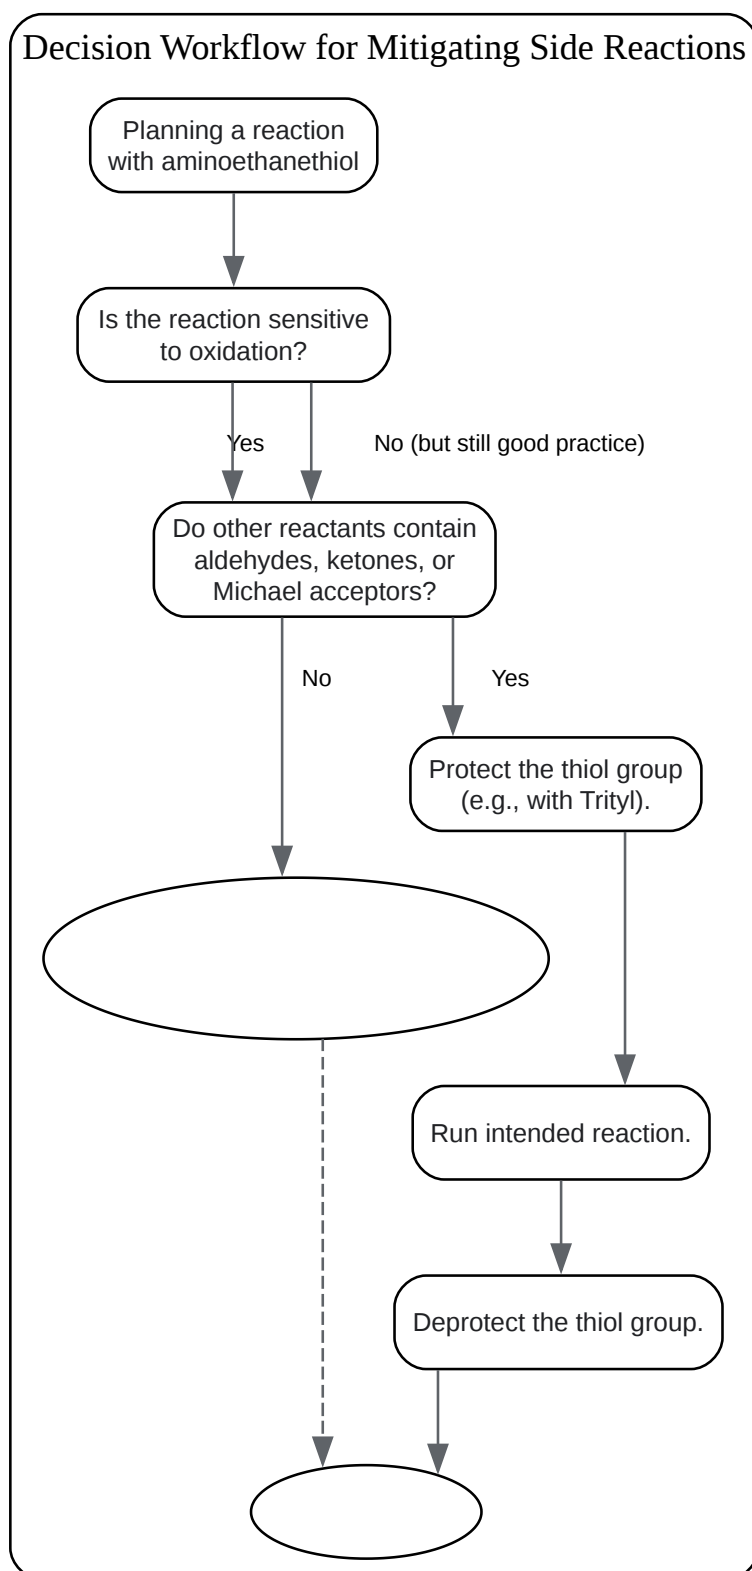 Decision Workflow for Mitigating Side Reactions
Planning a reaction
with aminoethanethiol
Is the reaction sensitive
to oxidation?
Yes
No (but still good practice)
Do other reactants contain
aldehydes, ketones, or
Michael acceptors?
No
Yes
Protect the thiol group
(e.g., with Trityl).
Run intended reaction.
Deprotect the thiol group.